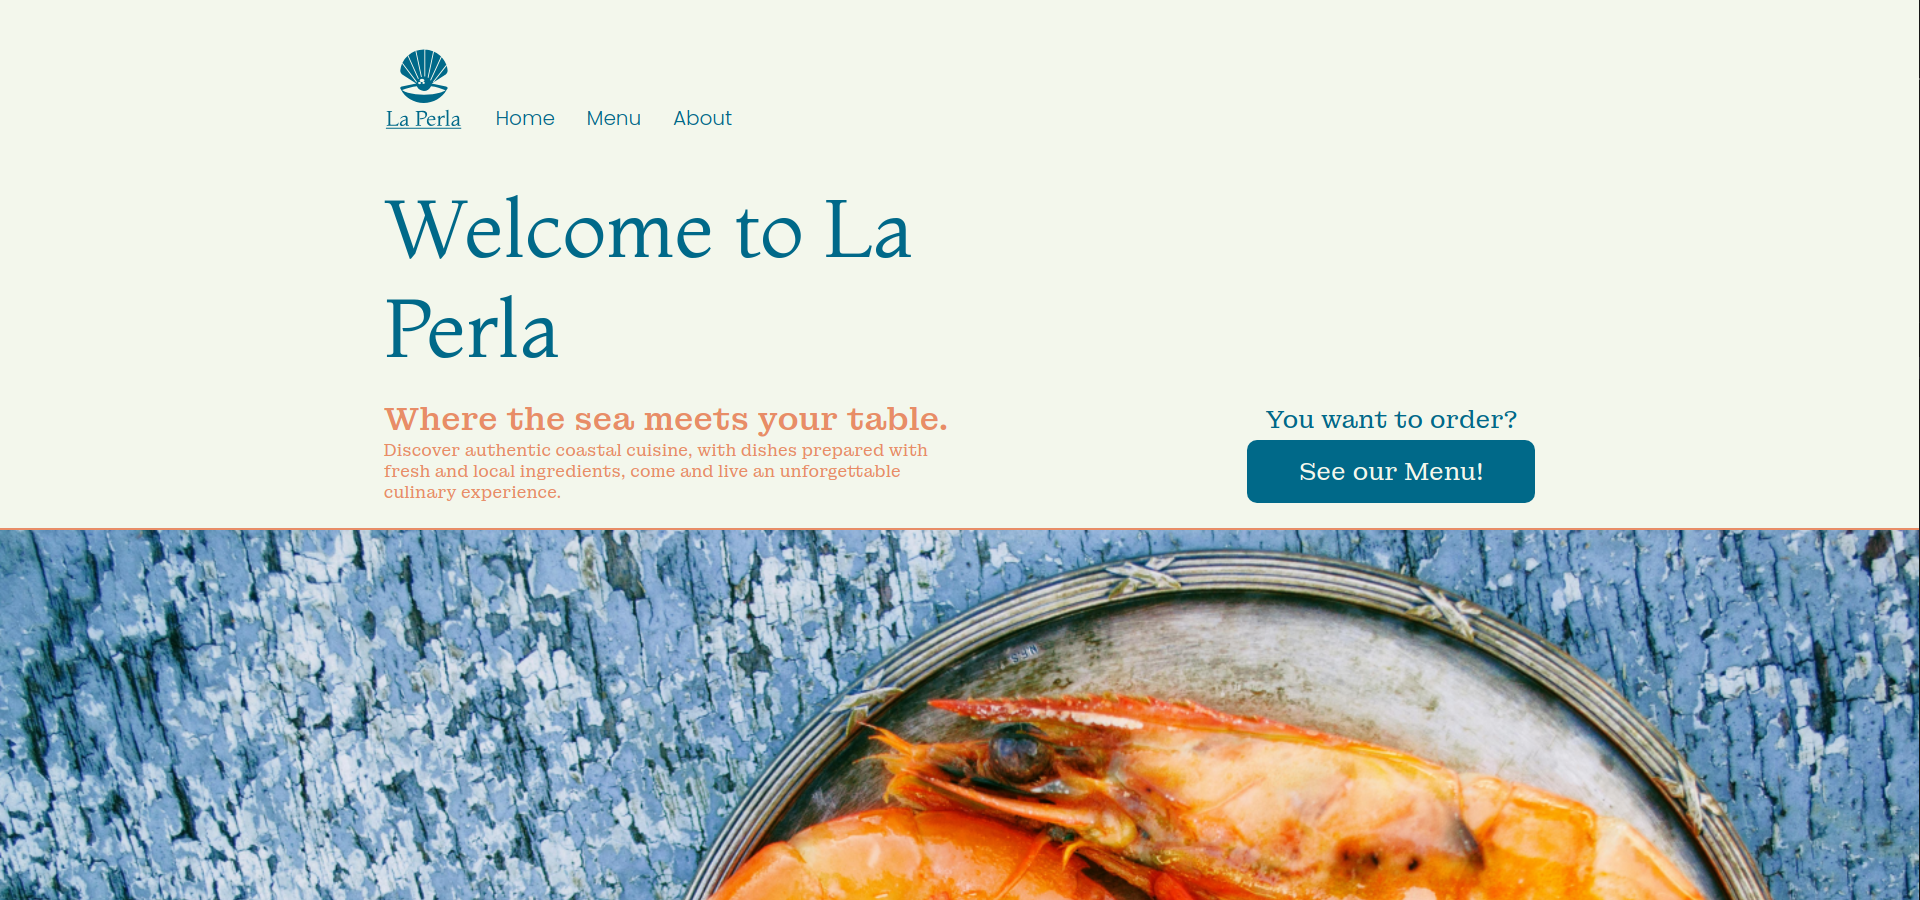 La Perla
Home Menu About
Welcome to La
Perla
Where the sea meets your table.
Discover authentic coastal cuisine, with dishes prepared with
fresh and local ingredients, come and live an unforgettable
culinary experience.
You want to order?
See our Menu!